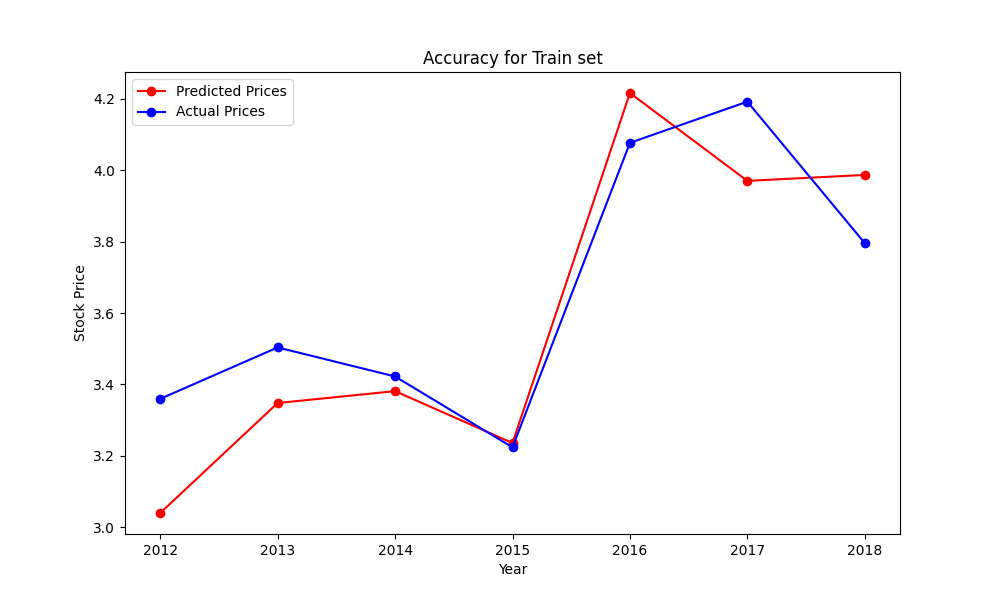 Accuracy for Train set
Predicted Prices
Actual Prices
4.2
4.0
3.8
3.6
3.4
3.2
3.0
Stock Price
2012 2013 2014 2015 2016 2017 2018
Year